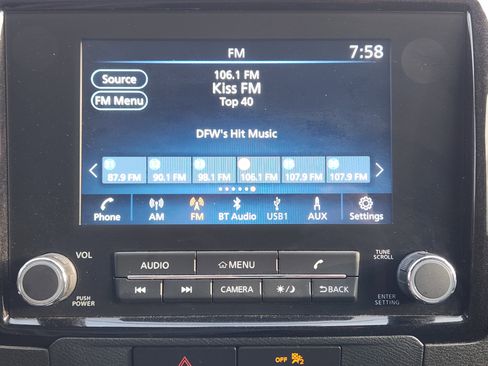 FM
7:58
Source
106.1 FM
Kiss FM
FM Menu
Top 40
DFW's Hit Music
87.9 FM
90.1 FM
98.1 FM
106.1 FM
107.9 FM
107.9 FM
Phone
AM
FM
BT Audio
USB1
AUX
Settings
VOL
AUDIO
MENU
TUNE
SCROLL
PUSH
POWER
CAMERA
BACK
ENTER
SETTING
OFF
2